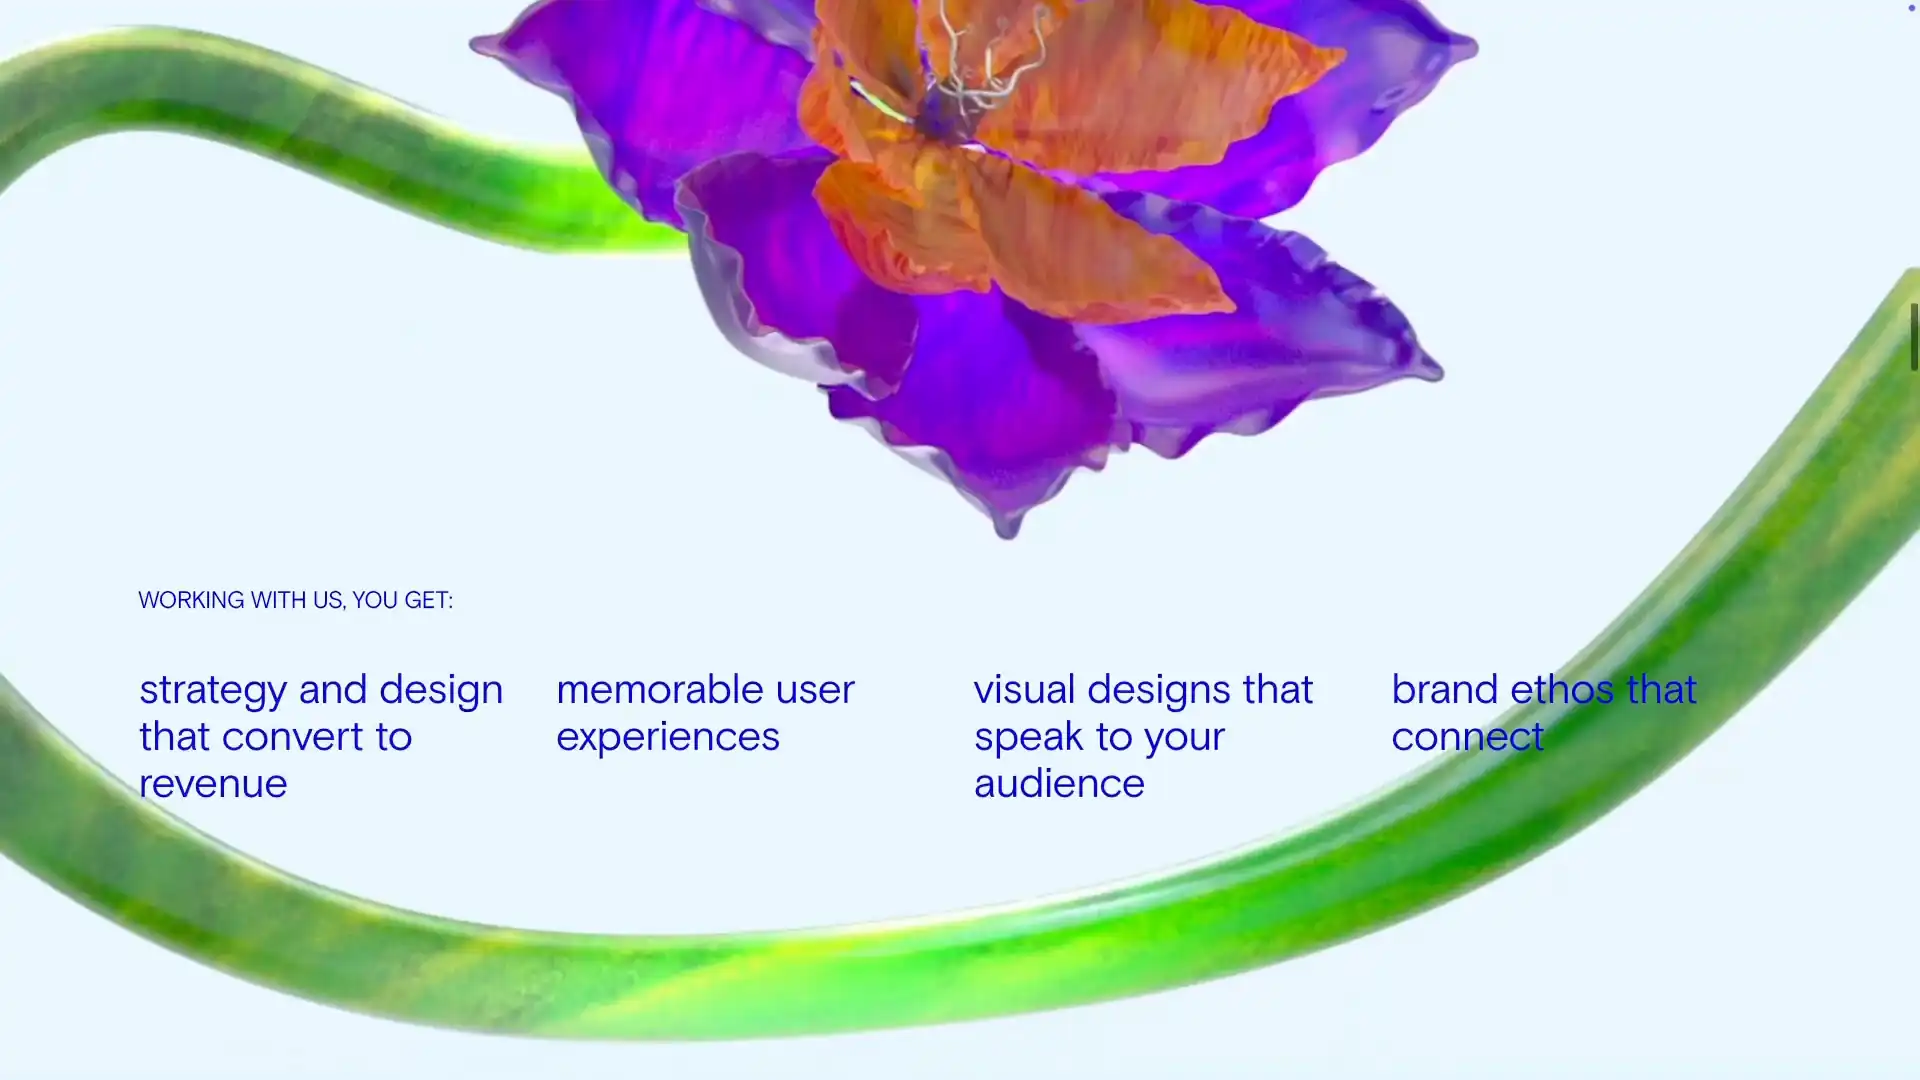 WORKING WITH US, YOU GET:
strategy and design
that convert to
revenue
memorable user
experiences
visual designs that
speak to your
audience
brand ethos that
connect